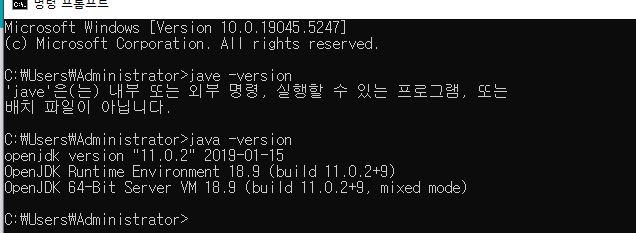 명령 프롬프트
Microsoft Windows [Version 10.0.19045.5247]
(c) Microsoft Corporation. All rights reserved.
C:₩Users₩Administrator>jave -version
'jave'은(는) 내부 또는 외부 명령, 실행할 수 있는 프로그램, 또는
배치 파일이 아닙니다.
C:₩Users₩Administrator>java -version
openjdk version "11.0.2" 2019-01-15
OpenJDK Runtime Environment 18.9 (build 11.0.2+9)
OpenJDK 64-Bit Server VM 18.9 (build 11.0.2+9, mixed mode)
C:₩Users₩Administrator>